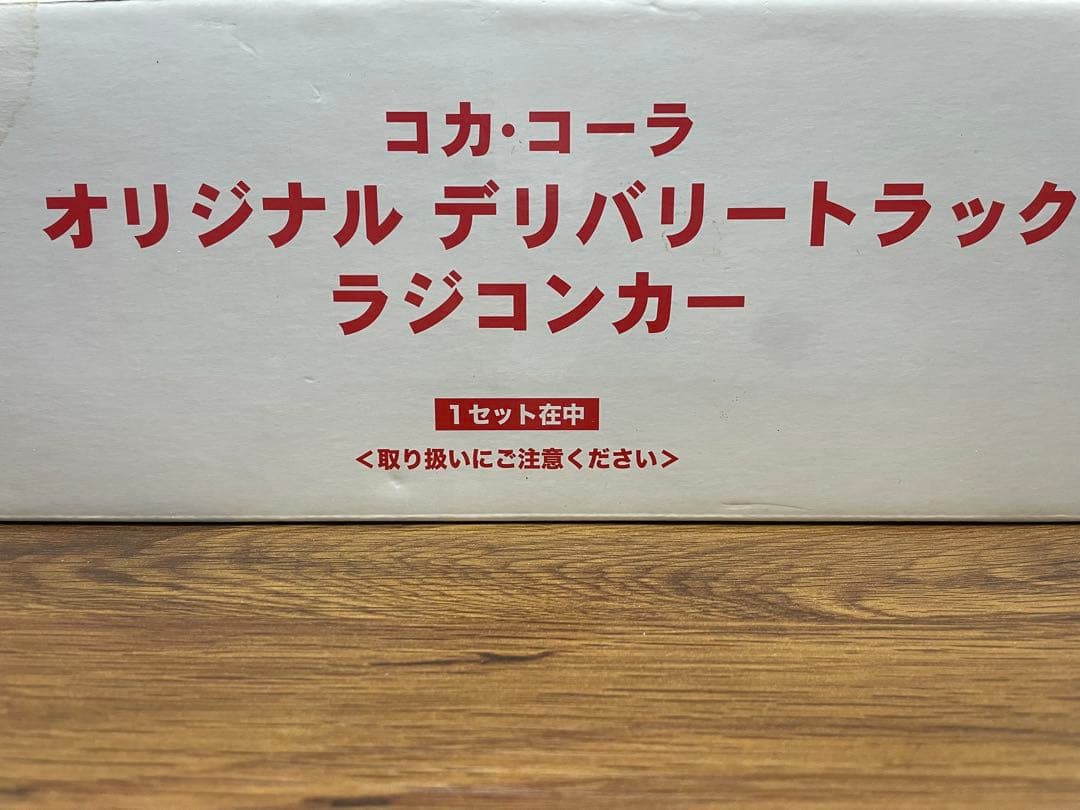 コカ・コーラ
オリジナル デリバリートラック
ラジコンカー
1セット在中
＜取り扱いにご注意ください＞